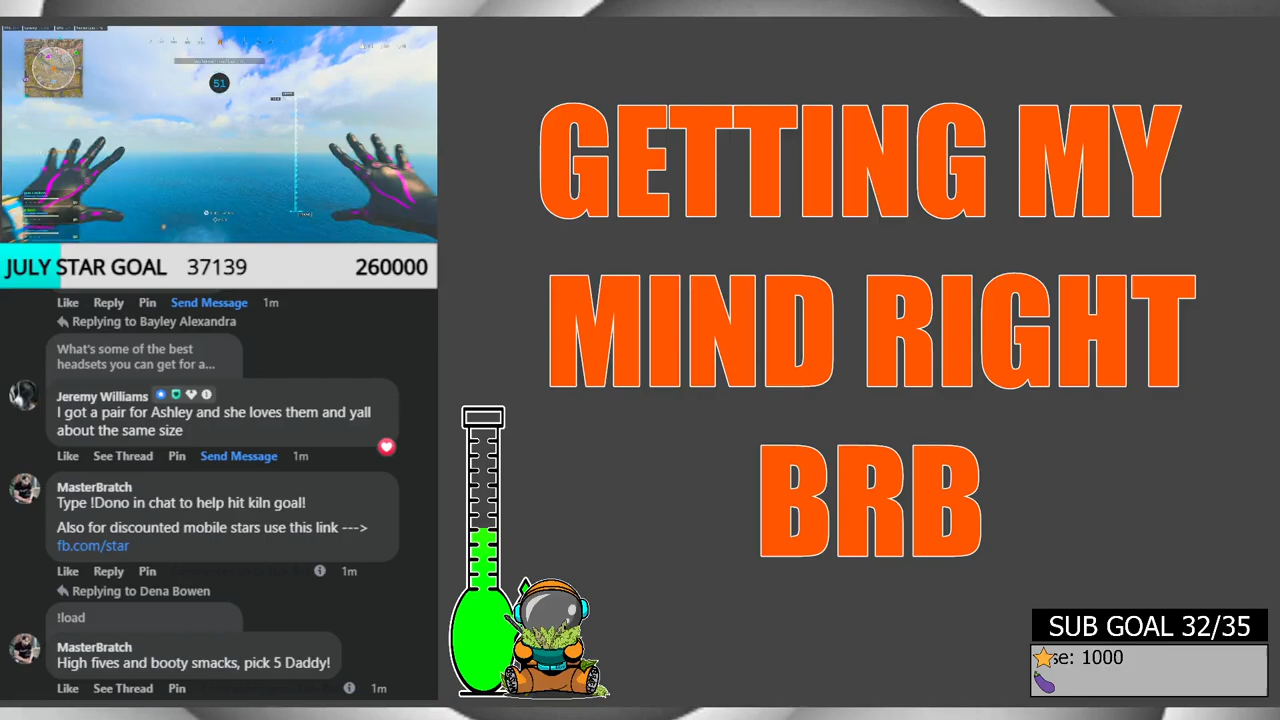 51
JULY STAR GOAL 37139 260000
Like Reply Pin Send Message 1m
Replying to Bayley Alexandra
What's some of the best
headsets you can get for a...
Jeremy Williams
I got a pair for Ashley and she loves them and yall
about the same size
Like See Thread Pin Send Message 1m
MasterBratch
Type !Dono in chat to help hit kiln goal!
Also for discounted mobile stars use this link --->
fb.com/star
Like Reply Pin 1m
Replying to Dena Bowen
!load
MasterBratch
High fives and booty smacks, pick 5 Daddy!
Like See Thread Pin 1m
GETTING MY
MIND RIGHT
BRB
SUB GOAL 32/35
se: 1000